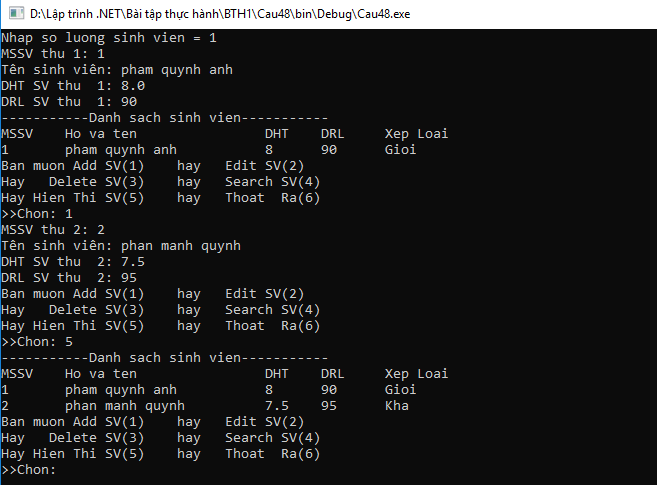 D:\Lập trình .NET\Bài tập thực hành\BTH1\Cau48\bin\Debug\Cau48.exe
Nhap so luong sinh vien = 1
MSSV thu 1: 1
Tên sinh viên: pham quynh anh
DHT SV thu  1: 8.0
DRL SV thu  1: 90
-----------Danh sach sinh vien-----------
MSSV    Ho va ten                DHT    DRL     Xep Loai
1       pham quynh anh           8      90      Gioi
Ban muon Add SV(1)    hay   Edit SV(2)
Hay   Delete SV(3)    hay   Search SV(4)
Hay Hien Thi SV(5)    hay   Thoat  Ra(6)
>>Chon: 1
MSSV thu 2: 2
Tên sinh viên: phan manh quynh
DHT SV thu  2: 7.5
DRL SV thu  2: 95
Ban muon Add SV(1)    hay   Edit SV(2)
Hay   Delete SV(3)    hay   Search SV(4)
Hay Hien Thi SV(5)    hay   Thoat  Ra(6)
>>Chon: 5
-----------Danh sach sinh vien-----------
MSSV    Ho va ten                DHT    DRL     Xep Loai
1       pham quynh anh           8      90      Gioi
2       phan manh quynh          7.5    95      Kha
Ban muon Add SV(1)    hay   Edit SV(2)
Hay   Delete SV(3)    hay   Search SV(4)
Hay Hien Thi SV(5)    hay   Thoat  Ra(6)
>>Chon: